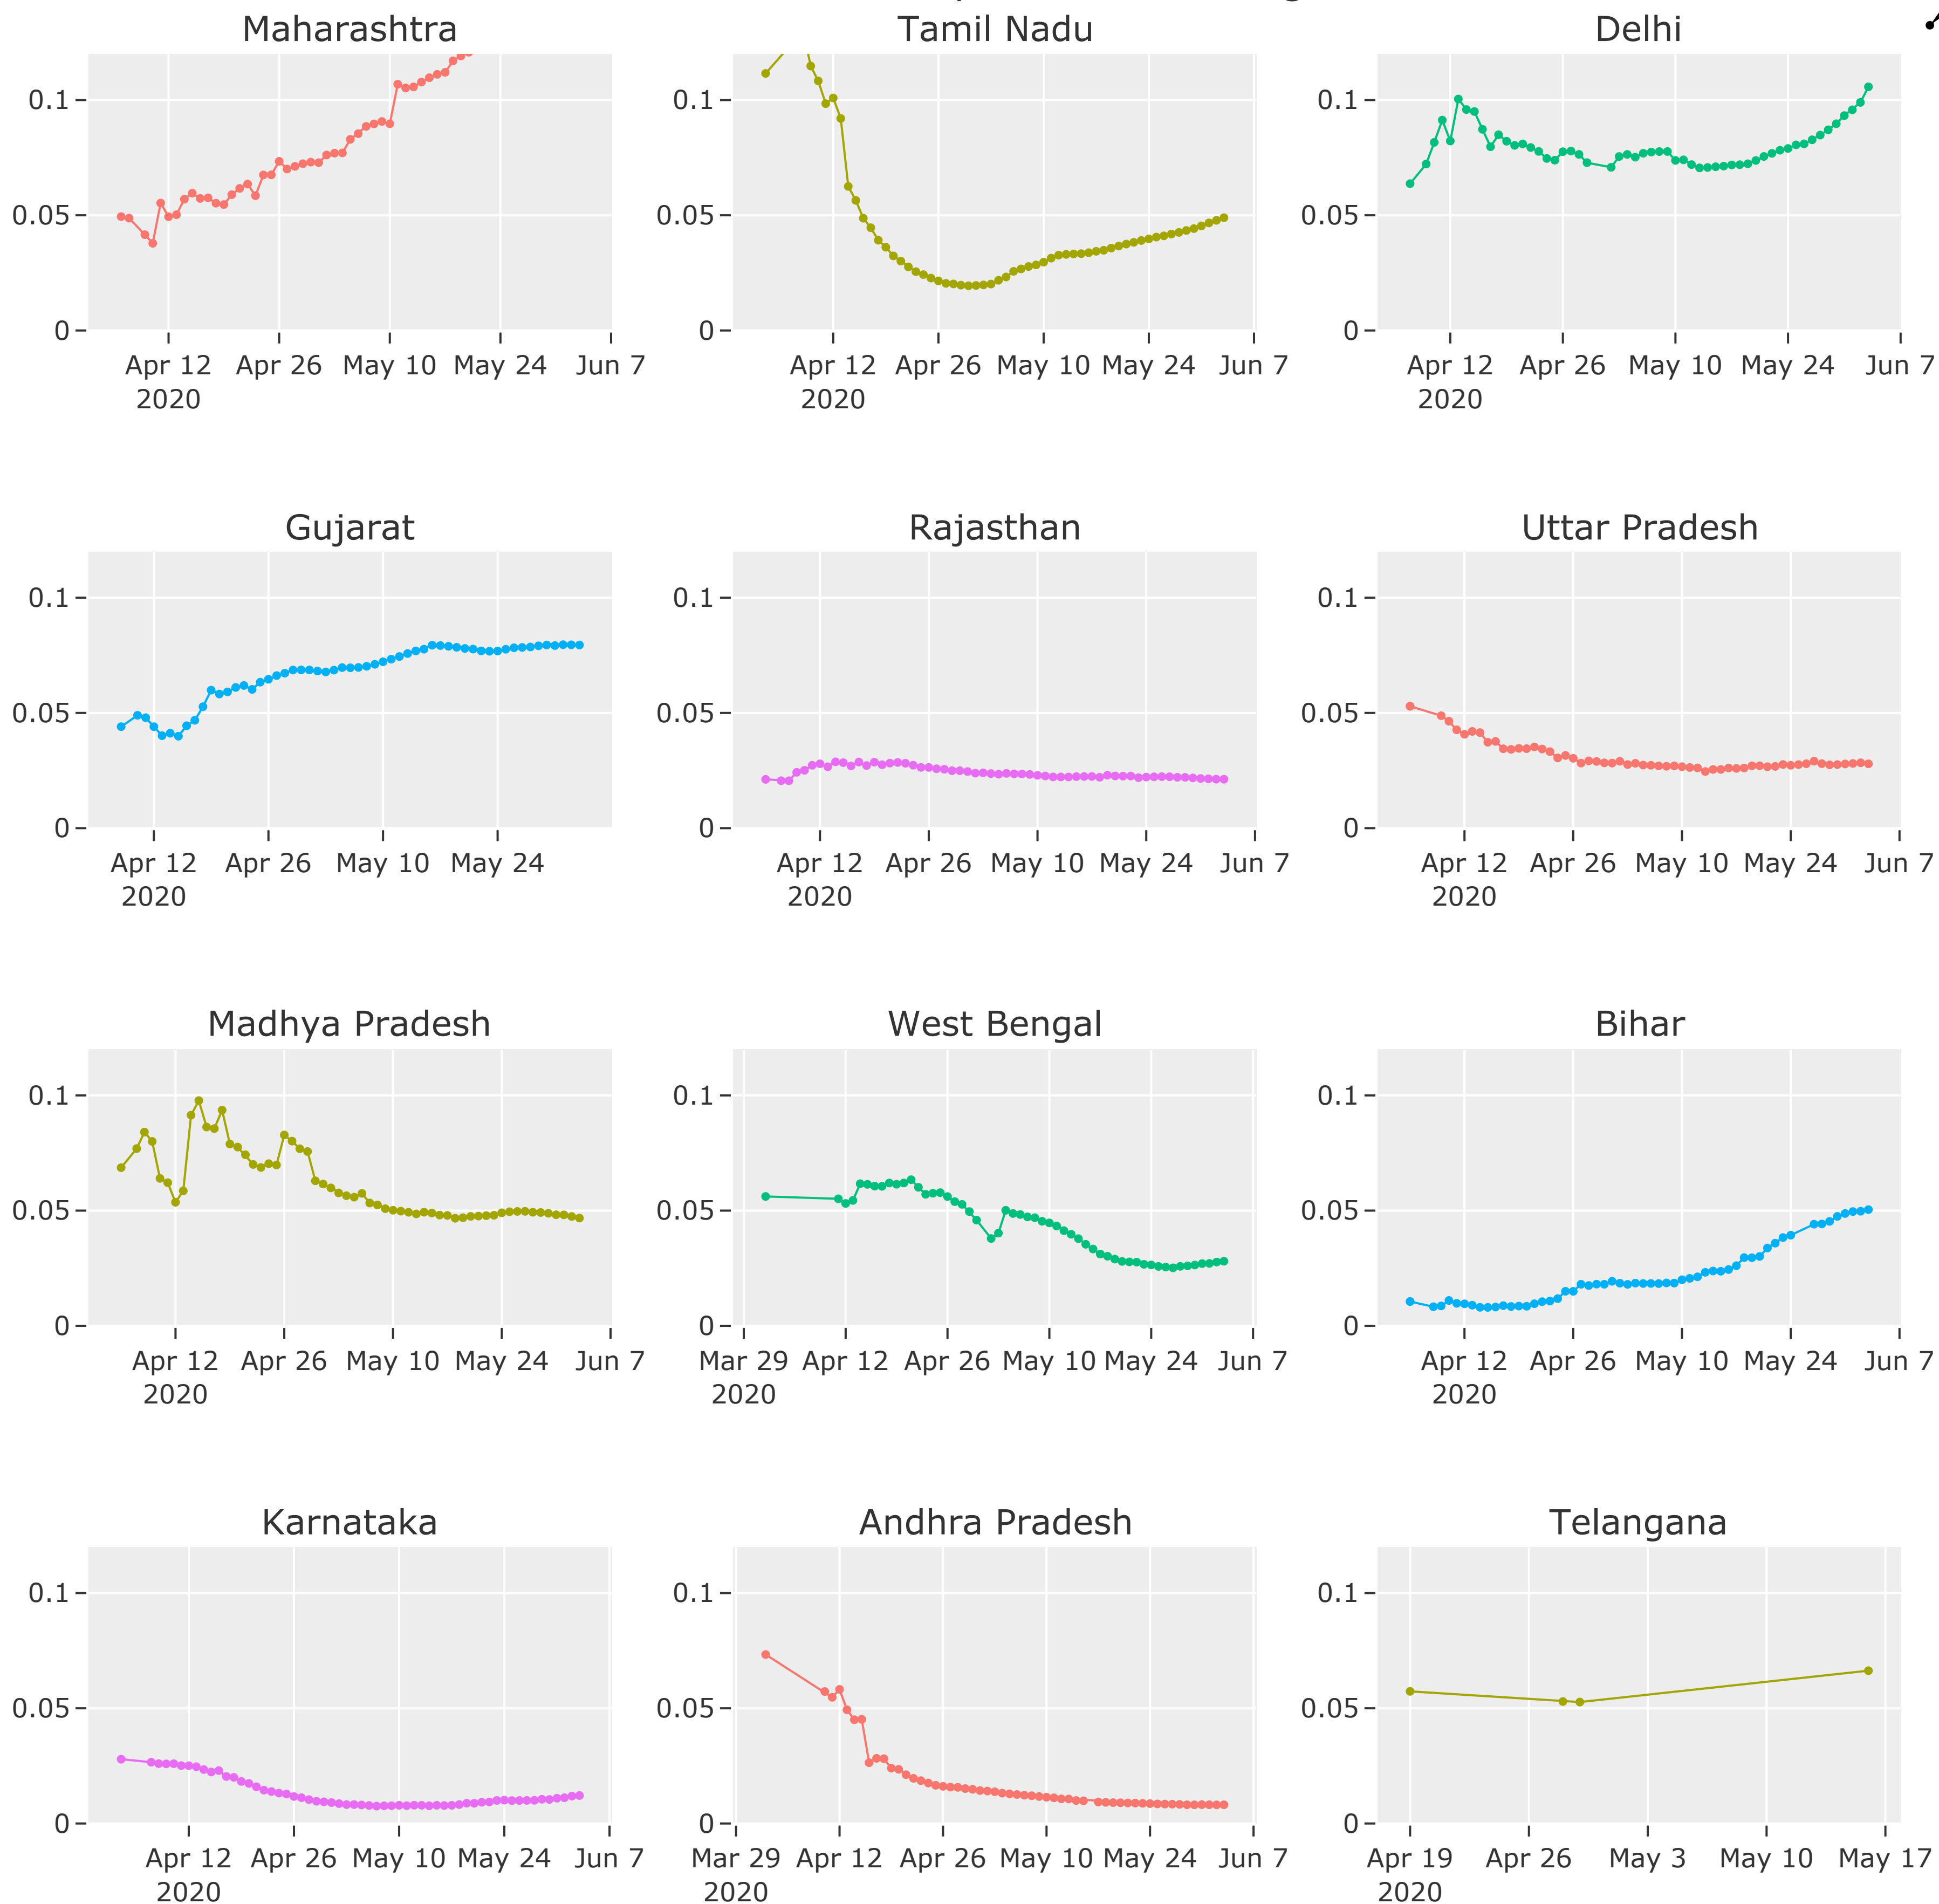 Maharashtra Tamil Nadu Delhi
0.1 0.1 0.1
0.05 0.05 0.05
0 0 0
Apr 12 Apr 26 May 10 May 24 Jun 7 Apr 12 Apr 26 May 10 May 24 Jun 7 Apr 12 Apr 26 May 10 May 24 Jun 7
2020 2020 2020
Gujarat Rajasthan Uttar Pradesh
0.1 0.1 0.1
0.05 0.05 0.05
0 0 0
Apr 12 Apr 26 May 10 May 24 Apr 12 Apr 26 May 10 May 24 Jun 7 Apr 12 Apr 26 May 10 May 24 Jun 7
2020 2020 2020
Madhya Pradesh West Bengal Bihar
0.1 0.1 0.1
0.05 0.05 0.05
0 0 0
Apr 12 Apr 26 May 10 May 24 Jun 7 Mar 29 Apr 12 Apr 26 May 10 May 24 Jun 7 Apr 12 Apr 26 May 10 May 24 Jun 7
2020 2020 2020
Karnataka Andhra Pradesh Telangana
0.1 0.1 0.1
0.05 0.05 0.05
0 0 0
Apr 12 Apr 26 May 10 May 24 Jun 7 Mar 29 Apr 12 Apr 26 May 10 May 24 Jun 7 Apr 19 Apr 26 May 3 May 10 May 17
2020 2020 2020